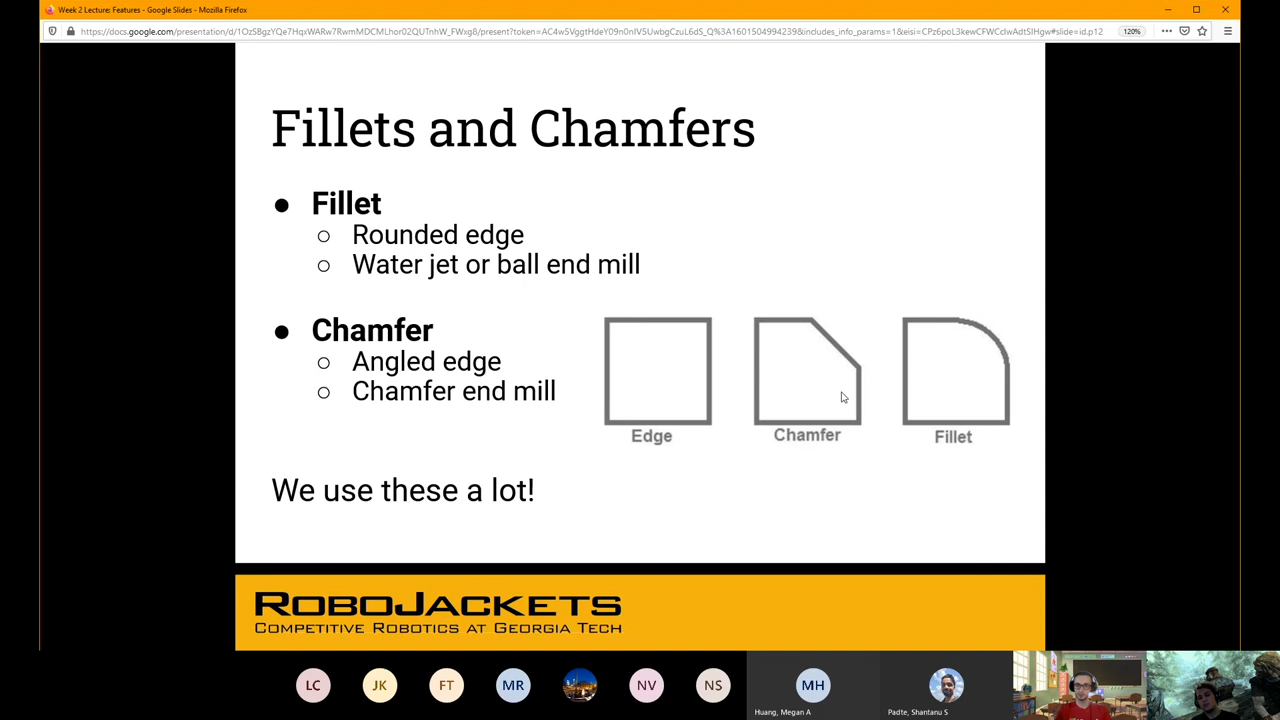 Week 2 Lecture: Features - Google Slides - Mozilla Firefox
120%
Fillets and Chamfers
● Fillet
○ Rounded edge
○ Water jet or ball end mill
● Chamfer
○ Angled edge
○ Chamfer end mill
Edge
Chamfer
Fillet
We use these a lot!
ROBOJACKETS
COMPETITIVE ROBOTICS AT GEORGIA TECH
LC
JK
FT
MR
NV
NS
MH
Huang, Megan A
Padte, Shantanu S